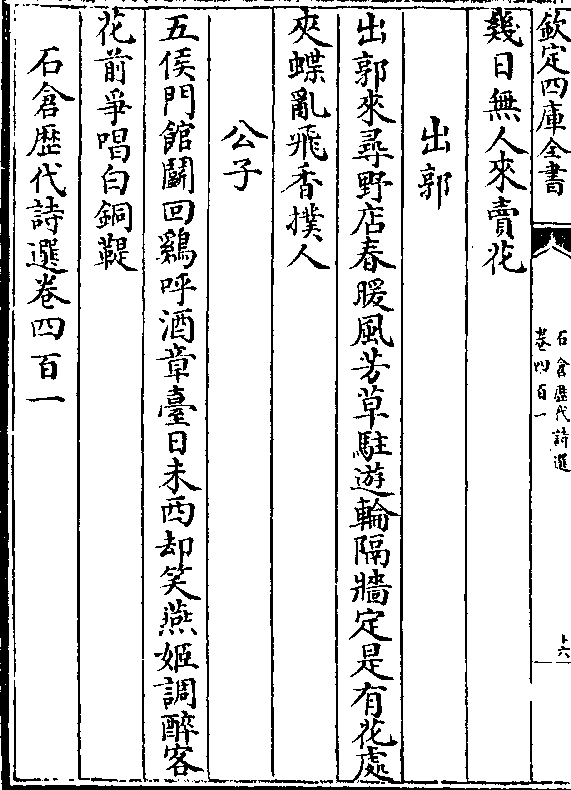 欽定四庫全書
石倉歴代詩選
卷四百一
十六
幾日無人來賣花
出郭
出郭來尋野店春暖風芳草駐遊輪隔牆定是有花處
夾蝶亂飛香撲人
公子
五侯門館鬭回鷄呼酒章臺日未西却笑燕姬調醉客
花前爭唱白銅鞮
石倉歴代詩選卷四百一